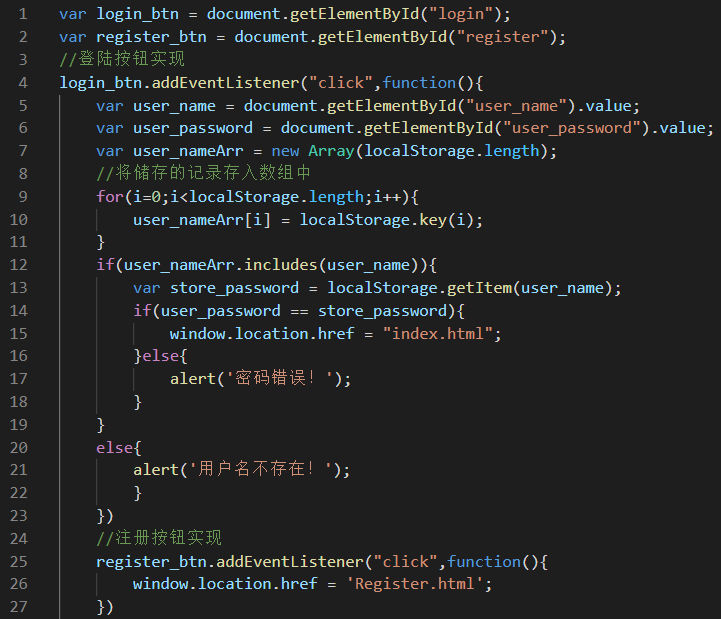 1 var login_btn = document.getElementById("login");
2 var register_btn = document.getElementById("register");
3 //登陆按钮实现
4 login_btn.addEventListener("click",function(){
5     var user_name = document.getElementById("user_name").value;
6     var user_password = document.getElementById("user_password").value;
7     var user_nameArr = new Array(localStorage.length);
8     //将储存的记录存入数组中
9     for(i=0;i<localStorage.length;i++){
10         user_nameArr[i] = localStorage.key(i);
11     }
12     if(user_nameArr.includes(user_name)){
13         var store_password = localStorage.getItem(user_name);
14         if(user_password == store_password){
15             window.location.href = "index.html";
16         }else{
17             alert('密码错误！');
18         }
19     }
20     else{
21         alert('用户名不存在！');
22         }
23     })
24     //注册按钮实现
25     register_btn.addEventListener("click",function(){
26         window.location.href = 'Register.html';
27     })